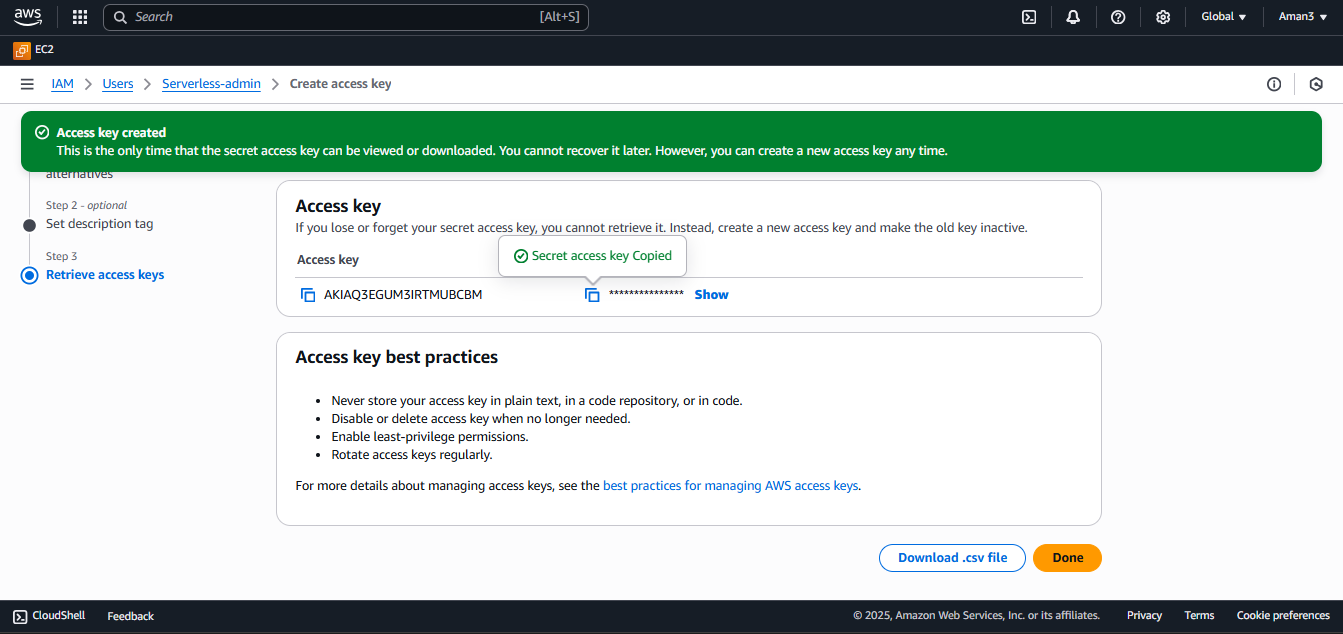 aws
Search [Alt+S] Global Aman3
EC2
IAM Users Serverless-admin Create access key
Access key created
This is the only time that the secret access key can be viewed or downloaded. You cannot recover it later. However, you can create a new access key any time.
alternatives
Step 2 - optional
Set description tag
Step 3
Retrieve access keys
Access key
If you lose or forget your secret access key, you cannot retrieve it. Instead, create a new access key and make the old key inactive.
Secret access key Copied
Access key
AKIAQ3EGUM3IRTMUBCBM *************** Show
Access key best practices
• Never store your access key in plain text, in a code repository, or in code.
• Disable or delete access key when no longer needed.
• Enable least-privilege permissions.
• Rotate access keys regularly.
For more details about managing access keys, see the best practices for managing AWS access keys.
Download .csv file Done
CloudShell Feedback © 2025, Amazon Web Services, Inc. or its affiliates. Privacy Terms Cookie preferences